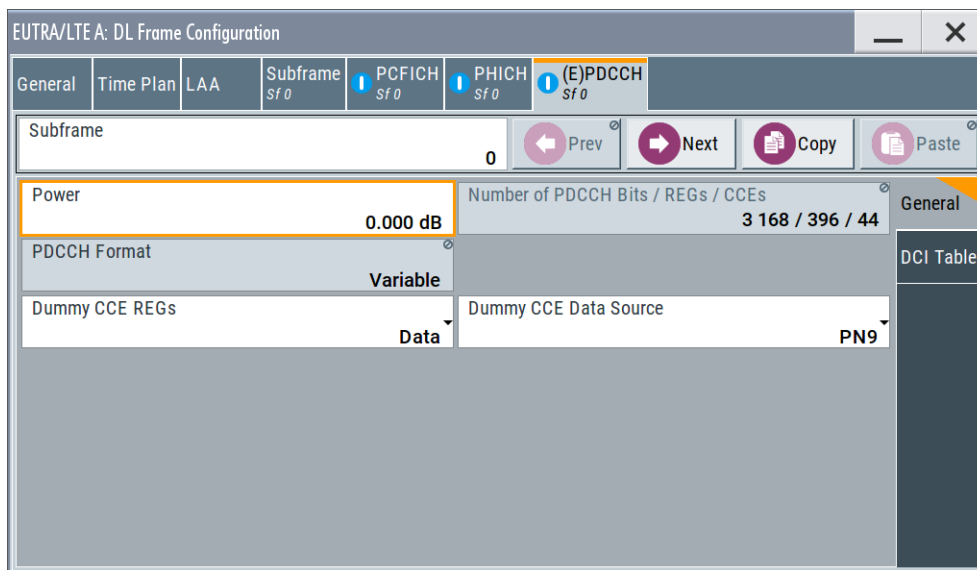 EUTRA/LTE A: DL Frame Configuration
General Time Plan LAA Subframe PCFICH PHICH (E)PDCCH
Sf 0 Sf 0 Sf 0 Sf 0
Subframe
0 Prev Next Copy Paste
Power Number of PDCCH Bits / REGs / CCEs General
0.000 dB 3 168 / 396 / 44
PDCCH Format DCI Table
Variable
Dummy CCE REGs Dummy CCE Data Source
Data PN9